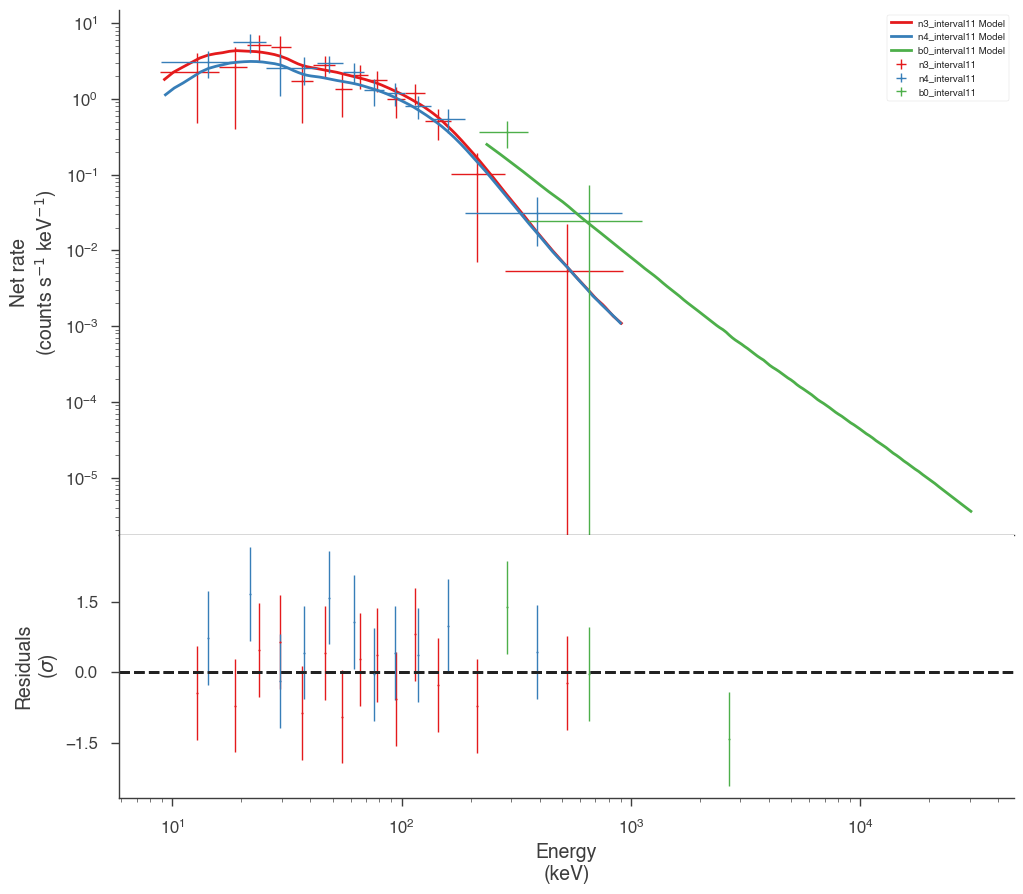 n3_interval11 Model
n4_interval11 Model
b0_interval11 Model
n3_interval11
n4_interval11
b0_interval11
10¹
10⁰
10⁻¹
10⁻²
10⁻³
10⁻⁴
10⁻⁵
Net rate
(counts s⁻¹ keV⁻¹)
1.5
0.0
−1.5
Residuals
(σ)
10¹ 10² 10³ 10⁴
Energy
(keV)